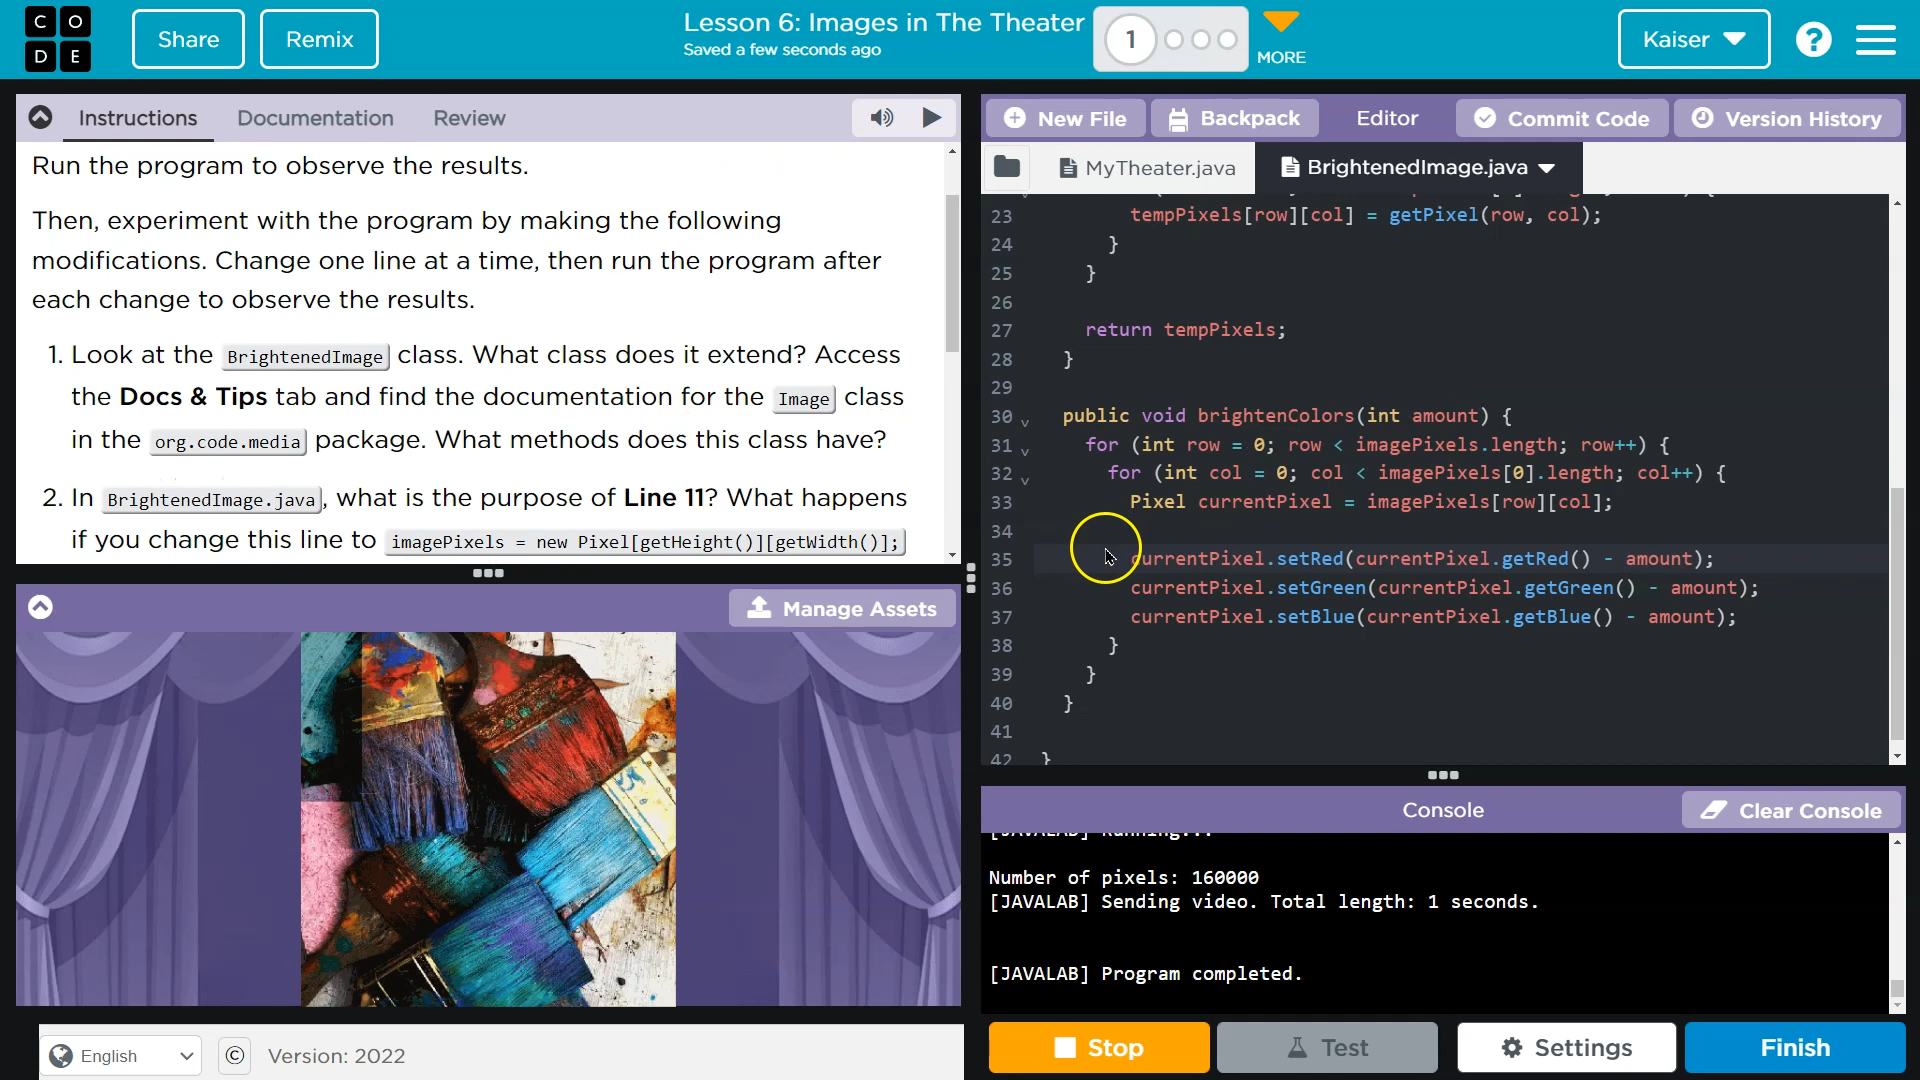 C O D E
Share
Remix
Lesson 6: Images in The Theater
Saved a few seconds ago
1
MORE
Kaiser
?
Instructions
Documentation
Review
Run the program to observe the results.
Then, experiment with the program by making the following
modifications. Change one line at a time, then run the program after
each change to observe the results.
1. Look at the BrightenedImage class. What class does it extend? Access
the Docs & Tips tab and find the documentation for the Image class
in the org.code.media package. What methods does this class have?
2. In BrightenedImage.java, what is the purpose of Line 11? What happens
if you change this line to imagePixels = new Pixel[getHeight()][getWidth()];
Manage Assets
English
©
Version: 2022
New File
Backpack
Editor
Commit Code
Version History
MyTheater.java
BrightenedImage.java
23 tempPixels[row][col] = getPixel(row, col);
24 }
25 }
26
27 return tempPixels;
28 }
29
30 public void brightenColors(int amount) {
31 for (int row = 0; row < imagePixels.length; row++) {
32 for (int col = 0; col < imagePixels[0].length; col++) {
33 Pixel currentPixel = imagePixels[row][col];
34
35 currentPixel.setRed(currentPixel.getRed() - amount);
36 currentPixel.setGreen(currentPixel.getGreen() - amount);
37 currentPixel.setBlue(currentPixel.getBlue() - amount);
38 }
39 }
40 }
41
42 }
Console
Clear Console
[JAVALAB] Running...
Number of pixels: 160000
[JAVALAB] Sending video. Total length: 1 seconds.
[JAVALAB] Program completed.
Stop
Test
Settings
Finish